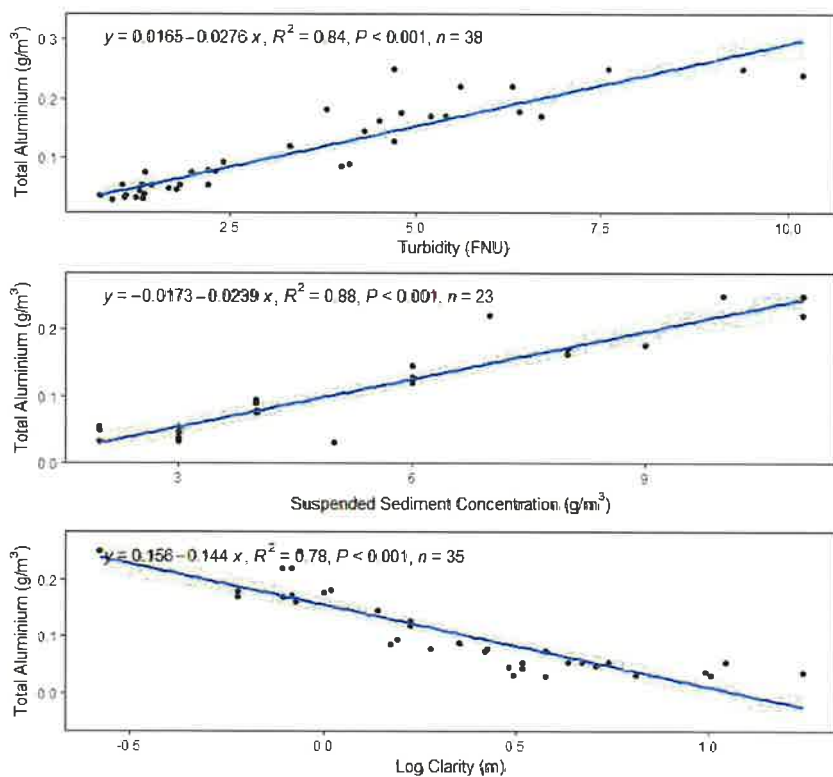 y = 0.0165−0.0276 x, R² = 0.84, P < 0.001, n = 38
Total Aluminium (g/m³)
0.3
0.2
0.1
2.5
5.0
7.5
10.0
Turbidity (FNU)
y = −0.0173−0.0239 x, R² = 0.88, P < 0.001, n = 23
Total Aluminium (g/m³)
0.2
0.1
0.0
3
6
9
Suspended Sediment Concentration (g/m³)
y = 0.156−0.144 x, R² = 0.78, P < 0.001, n = 35
Total Aluminium (g/m³)
0.2
0.1
0.0
-0.5
0.0
0.5
1.0
Log Clarity (m)